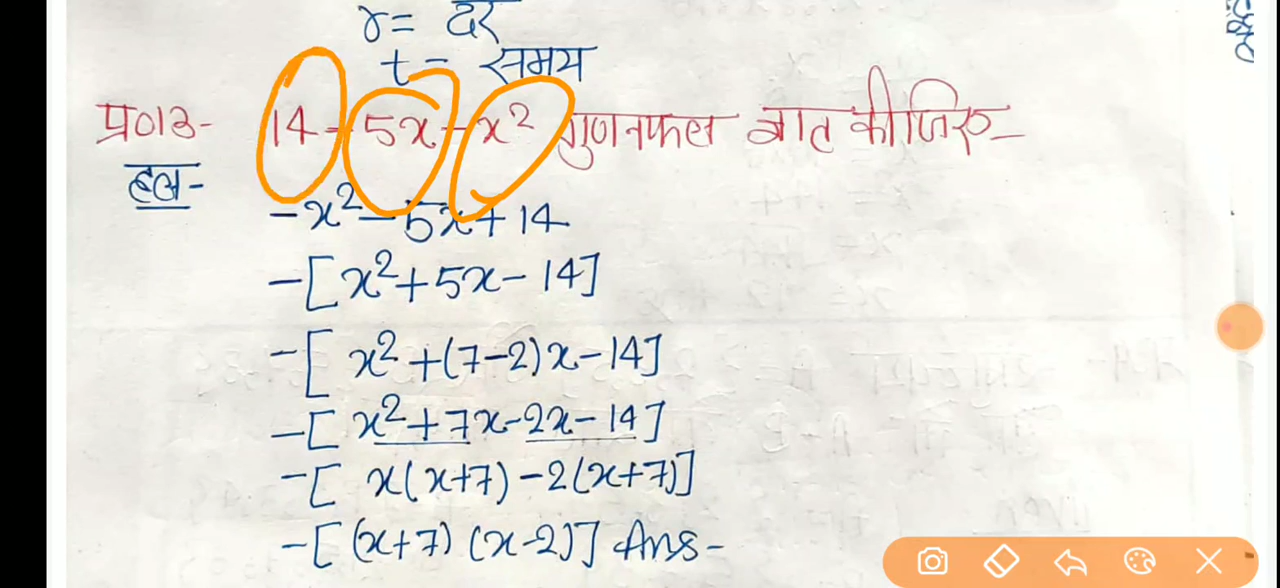 r = दर
t = समय
प्र०13- 14-5x-x² गुणनफल ज्ञात कीजिए-
हल-
-x²-5x+14
-[x²+5x-14]
-[x²+(7-2)x-14]
-[x²+7x-2x-14]
-[x(x+7)-2(x+7)]
-[(x+7)(x-2)] Ans-